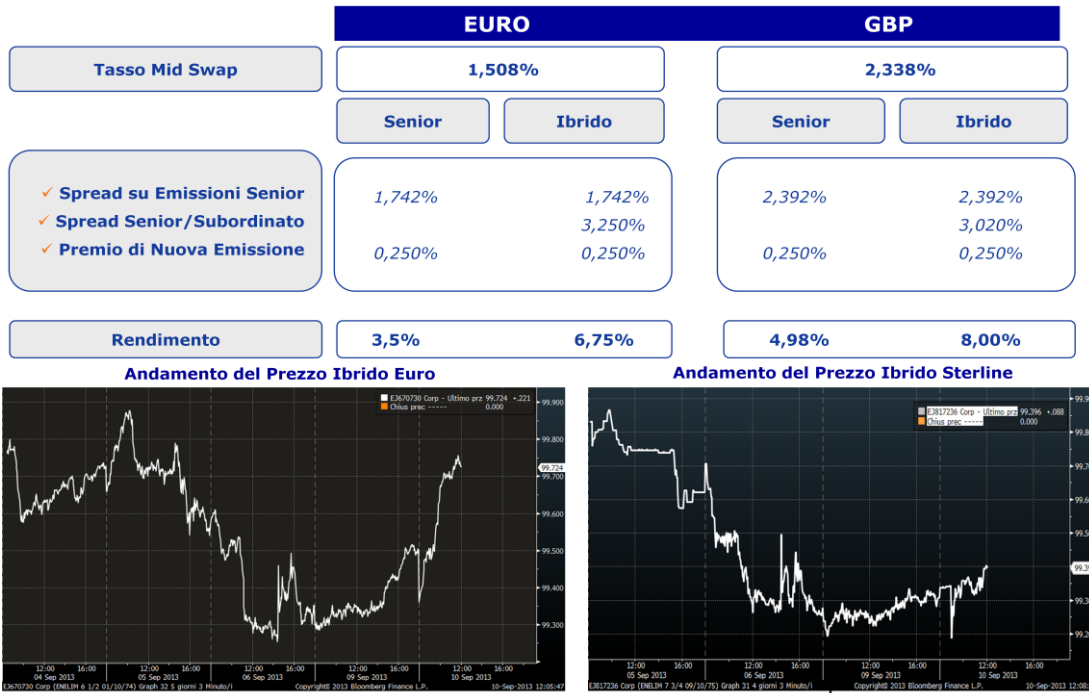 EURO GBP
Tasso Mid Swap 1,508% 2,338%
Senior Ibrido Senior Ibrido
✓ Spread su Emissioni Senior 1,742% 1,742% 2,392% 2,392%
✓ Spread Senior/Subordinato 3,250% 3,020%
✓ Premio di Nuova Emissione 0,250% 0,250% 0,250% 0,250%
Rendimento 3,5% 6,75% 4,98% 8,00%
Andamento del Prezzo Ibrido Euro
EJ670730 Corp - Ultimo prz 99.724 +.221
Chius prec ----- 0.000
99.900
99.800
99.724
99.700
99.600
99.500
99.400
99.300
12:00 16:00 12:00 16:00 12:00 16:00 12:00 16:00 12:00
04 Sep 2013 05 Sep 2013 06 Sep 2013 09 Sep 2013 10 Sep 2013
EJ670730 Corp (ENELIM 6 1/2 01/10/74) Graph 32 5 giorni 3 Minuto/i Copyright© 2013 Bloomberg Finance L.P. 10-Sep-2013 12:05:47
Andamento del Prezzo Ibrido Sterline
EJ817236 Corp - Ultimo prz 99.396 +.088
Chius prec ----- 0.000
12:00 16:00 12:00 16:00 12:00 16:00 12:00
05 Sep 2013 06 Sep 2013 09 Sep 2013 10 Sep 2013
EJ817236 Corp (ENELIM 7 3/4 09/10/75) Graph 31 4 giorni 3 Minuto/i Copyright© 2013 Bloomberg Finance L.P.